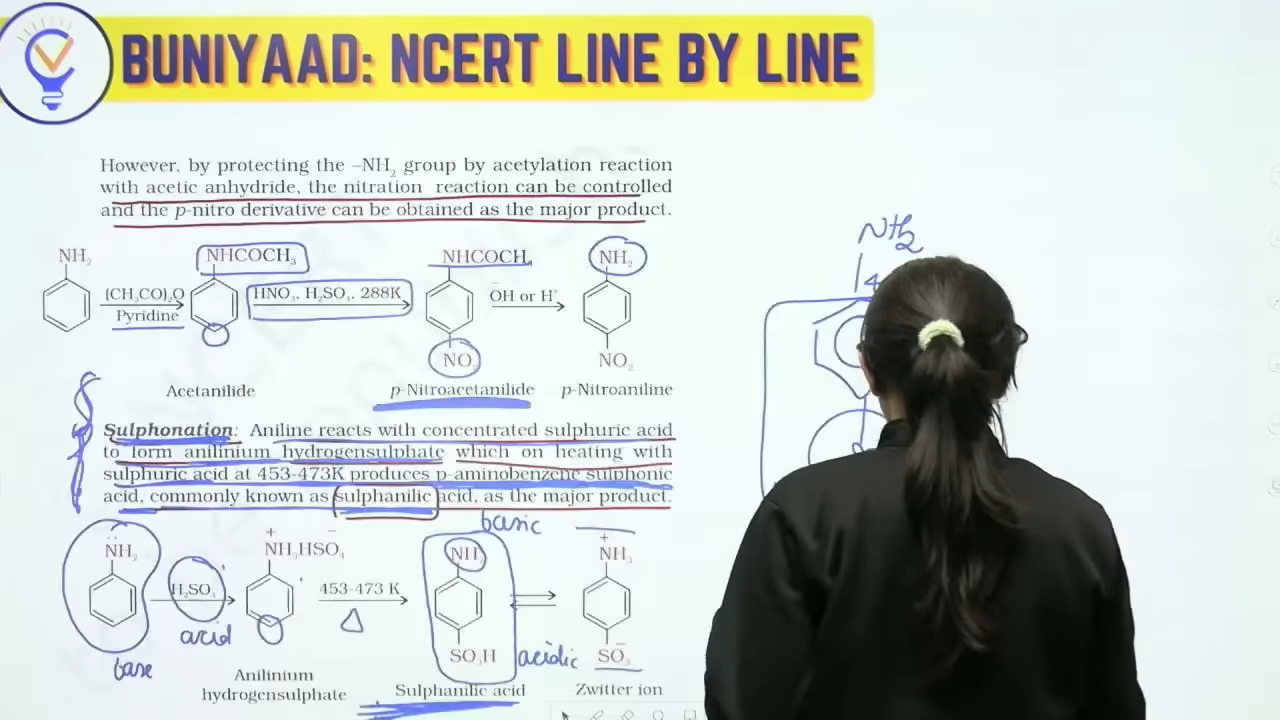 BUNIYAAD: NCERT LINE BY LINE
However, by protecting the –NH₂ group by acetylation reaction
with acetic anhydride, the nitration reaction can be controlled
and the p-nitro derivative can be obtained as the major product.
NH₂ NHCOCH₃ NHCOCH NH₂ NH₂
(CH₃CO)₂O HNO₃, H₂SO₄, 288K ŌH or H⁺
Pyridine
NO NO₂
Acetanilide p-Nitroacetanilide p-Nitroaniline
Sulphonation: Aniline reacts with concentrated sulphuric acid
to form anilinium hydrogensulphate which on heating with
sulphuric acid at 453-473K produces p-aminobenzene sulphonic
acid, commonly known as sulphanilic acid, as the major product.
basic
NH₂ N⁺H₃HSO₄⁻ NH₂ N⁺H₃
H₂SO₄ 453-473 K
acid Δ
base SO₃H acidic SO₃⁻
Anilinium
hydrogensulphate Sulphanilic acid Zwitter ion